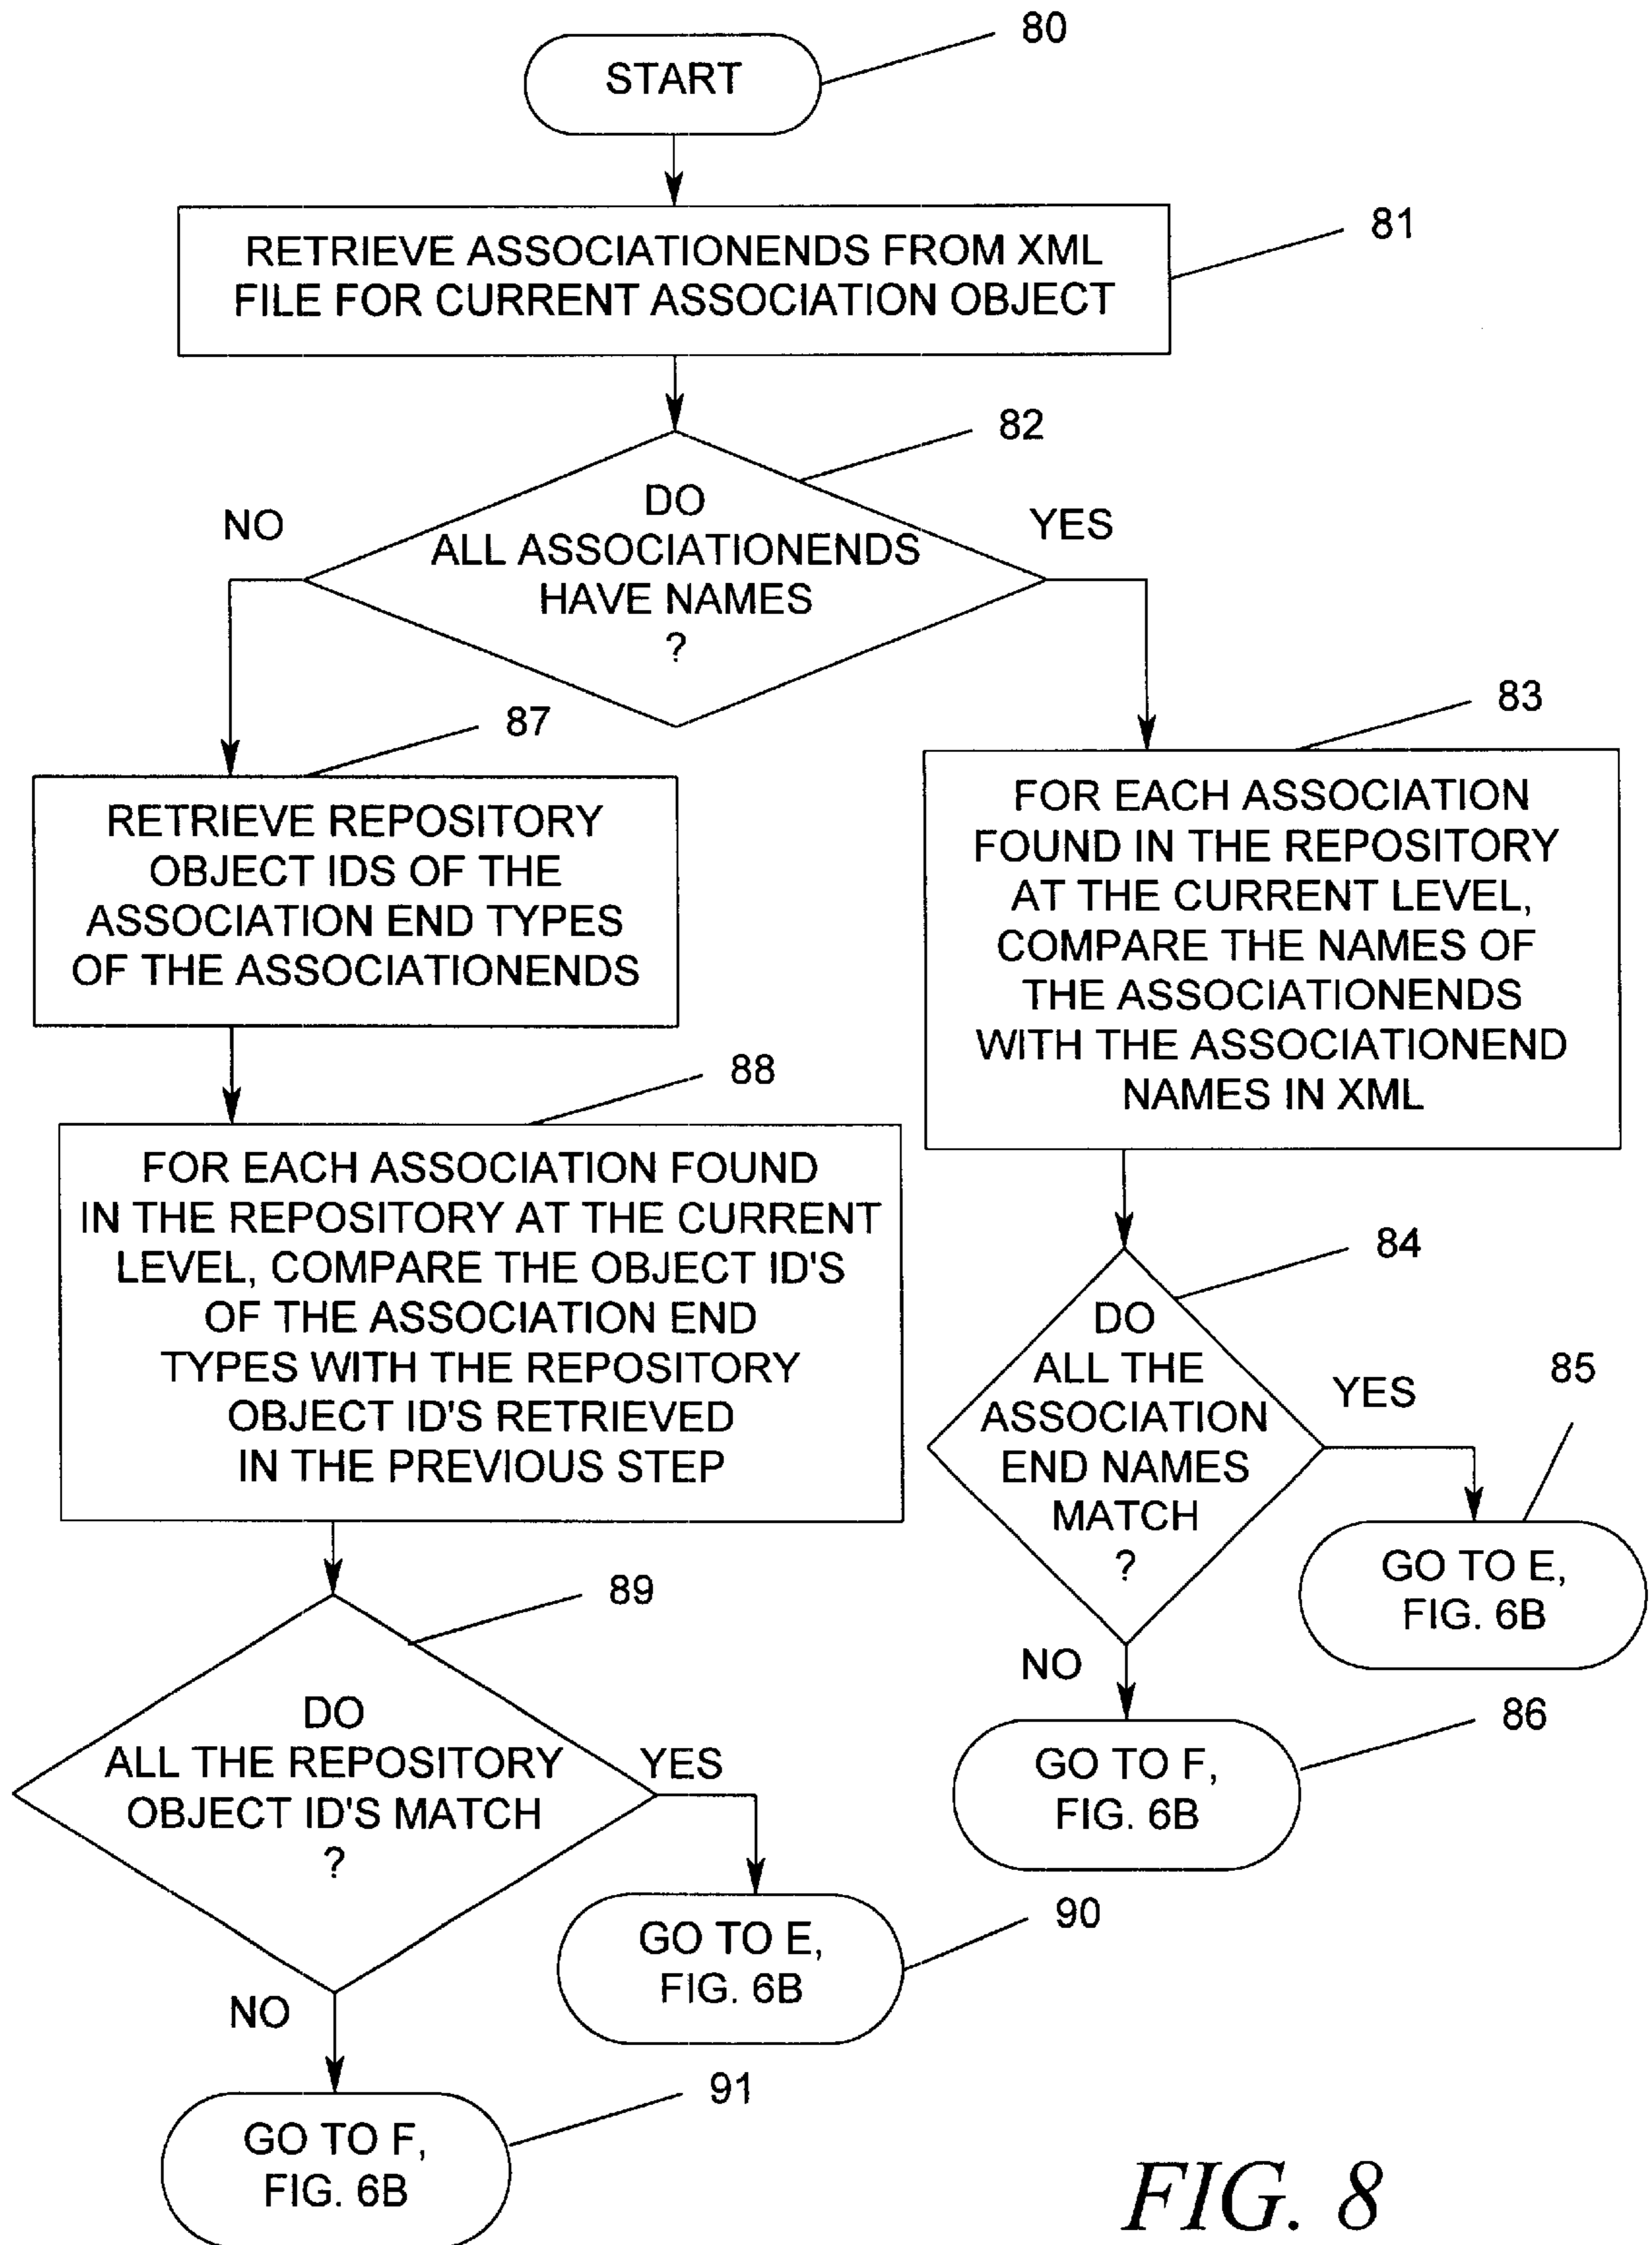 80
START
81
RETRIEVE ASSOCIATIONENDS FROM XML
FILE FOR CURRENT ASSOCIATION OBJECT
82
DO
ALL ASSOCIATIONENDS
HAVE NAMES
?
NO
YES
87
RETRIEVE REPOSITORY
OBJECT IDS OF THE
ASSOCIATION END TYPES
OF THE ASSOCIATIONENDS
83
FOR EACH ASSOCIATION
FOUND IN THE REPOSITORY
AT THE CURRENT LEVEL,
COMPARE THE NAMES OF
THE ASSOCIATIONENDS
WITH THE ASSOCIATIONEND
NAMES IN XML
88
FOR EACH ASSOCIATION FOUND
IN THE REPOSITORY AT THE CURRENT
LEVEL, COMPARE THE OBJECT ID'S
OF THE ASSOCIATION END
TYPES WITH THE REPOSITORY
OBJECT ID'S RETRIEVED
IN THE PREVIOUS STEP
84
DO
ALL THE
ASSOCIATION
END NAMES
MATCH
?
YES
85
GO TO E,
FIG. 6B
NO
86
GO TO F,
FIG. 6B
89
DO
ALL THE REPOSITORY
OBJECT ID'S MATCH
?
YES
90
GO TO E,
FIG. 6B
NO
91
GO TO F,
FIG. 6B
FIG. 8